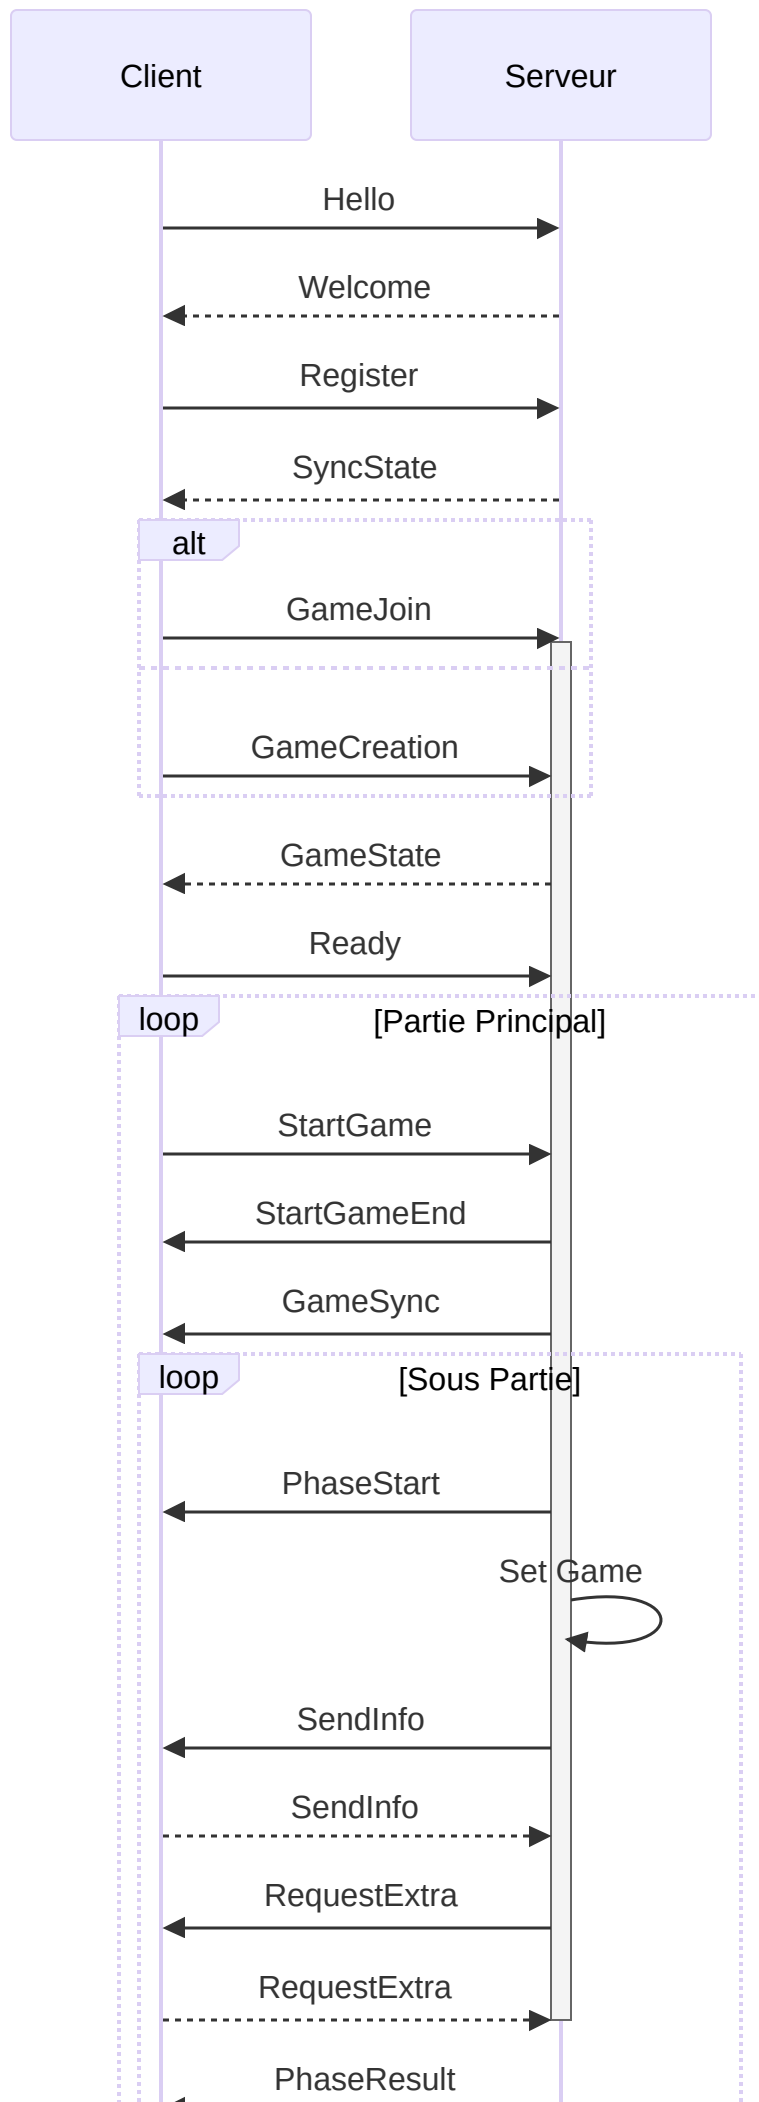 Client
Serveur
Hello
Welcome
Register
SyncState
alt
GameJoin
GameCreation
GameState
Ready
loop
[Partie Principal]
StartGame
StartGameEnd
GameSync
loop
[Sous Partie]
PhaseStart
Set Game
SendInfo
SendInfo
RequestExtra
RequestExtra
PhaseResult